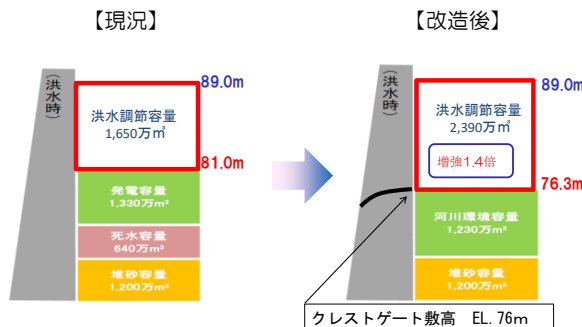 【現況】
(洪水時)
89.0m
洪水調節容量
1,650万㎥
81.0m
発電容量
1,330万m³
死水容量
640万m³
堆砂容量
1,200万m³
【改造後】
(洪水時)
89.0m
洪水調節容量
2,390万㎥
増強1.4倍
76.3m
河川環境容量
1,230万m³
堆砂容量
1,200万m³
クレストゲート敷高 EL.76m